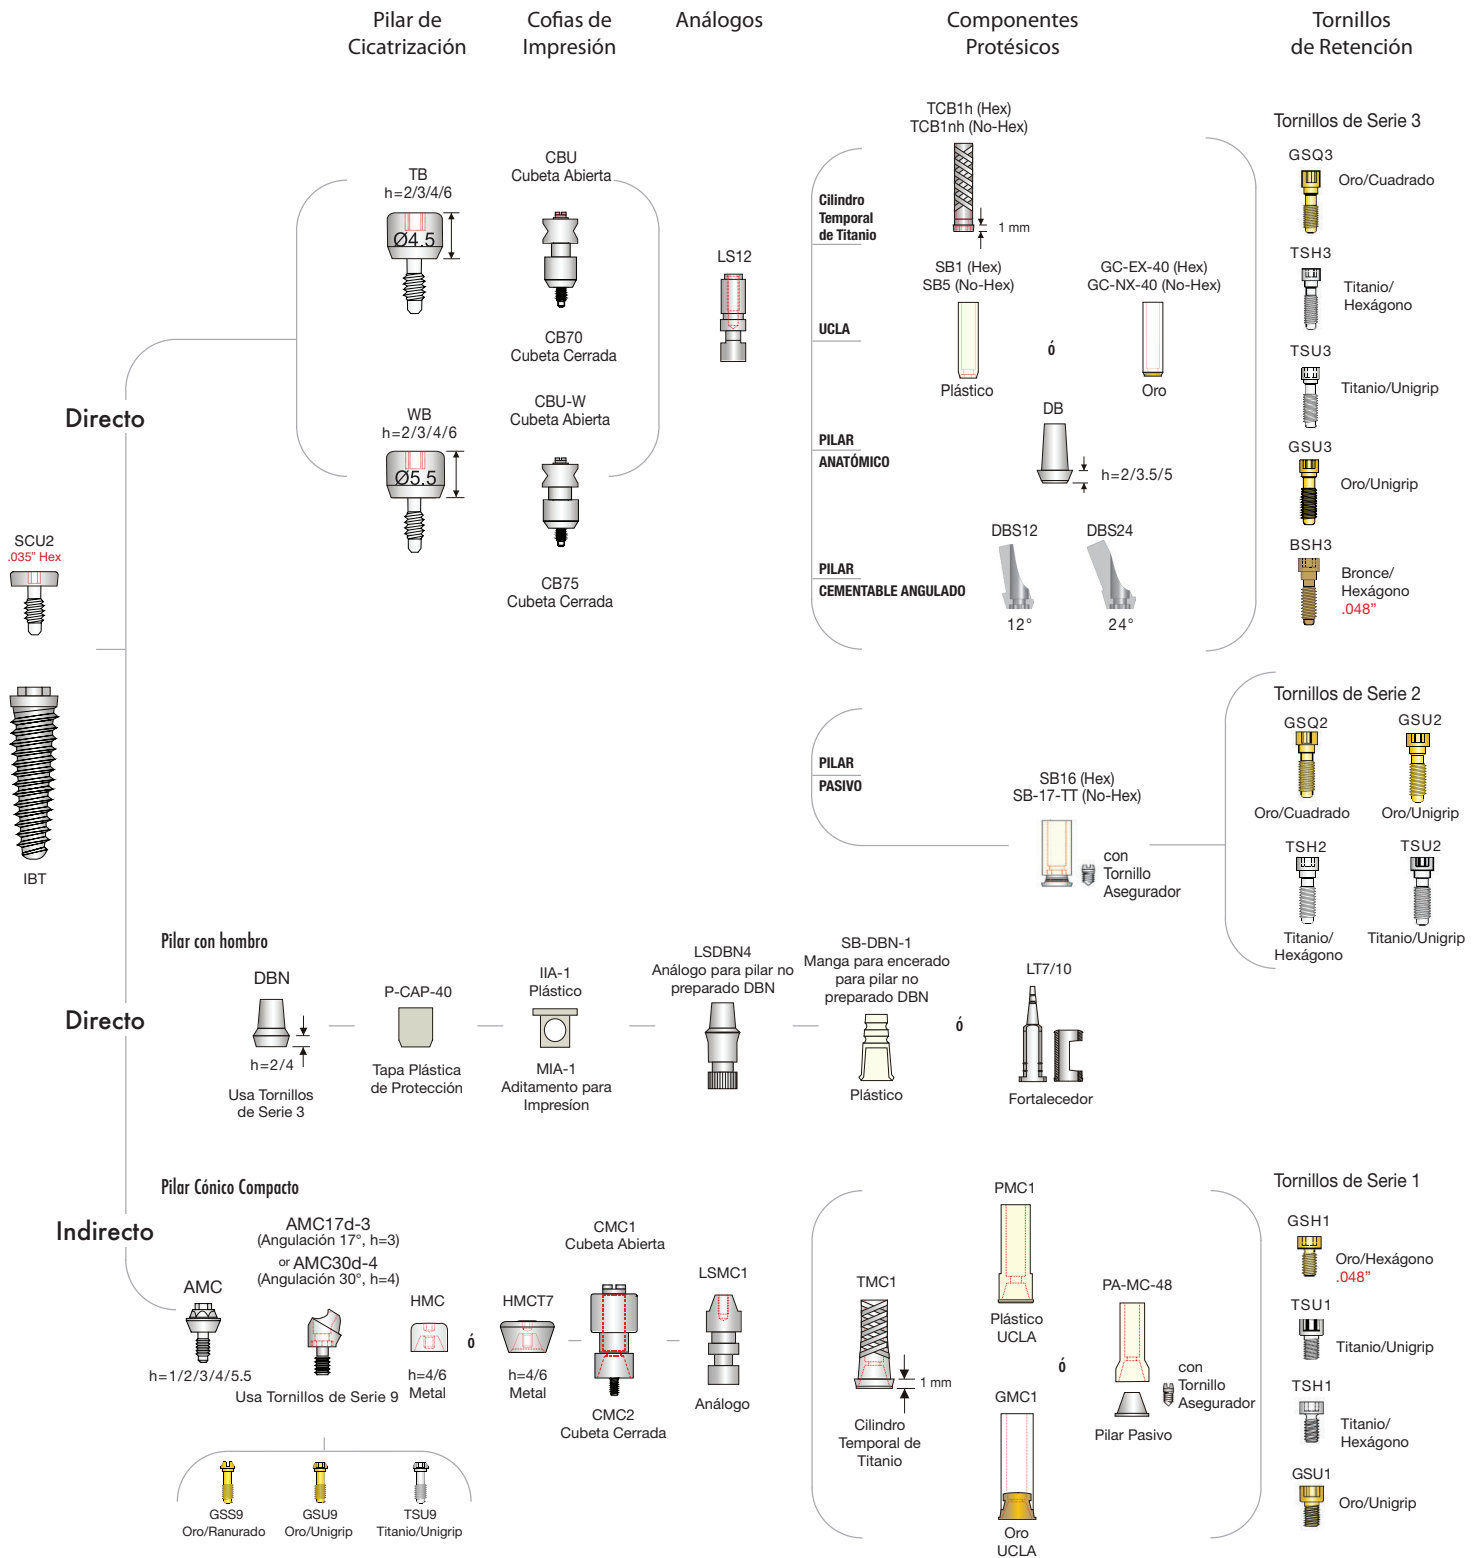 Pilar de
Cicatrización
Cofias de
Impresión
Análogos
Componentes
Protésicos
Tornillos
de Retención
Directo
SCU2
.035” Hex
IBT
TB
h=2/3/4/6
Ø4.5
WB
h=2/3/4/6
Ø5.5
CBU
Cubeta Abierta
CB70
Cubeta Cerrada
CBU-W
Cubeta Abierta
CB75
Cubeta Cerrada
LS12
TCB1h (Hex)
TCB1nh (No-Hex)
Cilindro
Temporal
de Titanio
1 mm
SB1 (Hex)
SB5 (No-Hex)
GC-EX-40 (Hex)
GC-NX-40 (No-Hex)
UCLA
ó
Plástico
Oro
DB
PILAR
ANATÓMICO
h=2/3.5/5
DBS12
DBS24
PILAR
CEMENTABLE ANGULADO
12°
24°
Tornillos de Serie 3
GSQ3
Oro/Cuadrado
TSH3
Titanio/
Hexágono
TSU3
Titanio/Unigrip
GSU3
Oro/Unigrip
BSH3
Bronce/
Hexágono
.048”
PILAR
PASIVO
SB16 (Hex)
SB-17-TT (No-Hex)
con
Tornillo
Asegurador
Tornillos de Serie 2
GSQ2
GSU2
Oro/Cuadrado
Oro/Unigrip
TSH2
TSU2
Titanio/
Hexágono
Titanio/Unigrip
Directo
Pilar con hombro
DBN
h=2/4
Usa Tornillos
de Serie 3
P-CAP-40
Tapa Plástica
de Protección
IIA-1
Plástico
MIA-1
Aditamento para
Impresíon
LSDBN4
Análogo para pilar no
preparado DBN
SB-DBN-1
Manga para encerado
para pilar no
preparado DBN
Plástico
ó
LT7/10
Fortalecedor
Indirecto
Pilar Cónico Compacto
AMC
h=1/2/3/4/5.5
AMC17d-3
(Angulación 17°, h=3)
or AMC30d-4
(Angulación 30°, h=4)
Usa Tornillos de Serie 9
GSS9
Oro/Ranurado
GSU9
Oro/Unigrip
TSU9
Titanio/Unigrip
HMC
h=4/6
Metal
ó
HMCT7
h=4/6
Metal
CMC1
Cubeta Abierta
CMC2
Cubeta Cerrada
LSMC1
Análogo
TMC1
1 mm
Cilindro
Temporal de
Titanio
PMC1
Plástico
UCLA
ó
GMC1
Oro
UCLA
PA-MC-48
con
Tornillo
Asegurador
Pilar Pasivo
Tornillos de Serie 1
GSH1
Oro/Hexágono
.048”
TSU1
Titanio/Unigrip
TSH1
Titanio/
Hexágono
GSU1
Oro/Unigrip